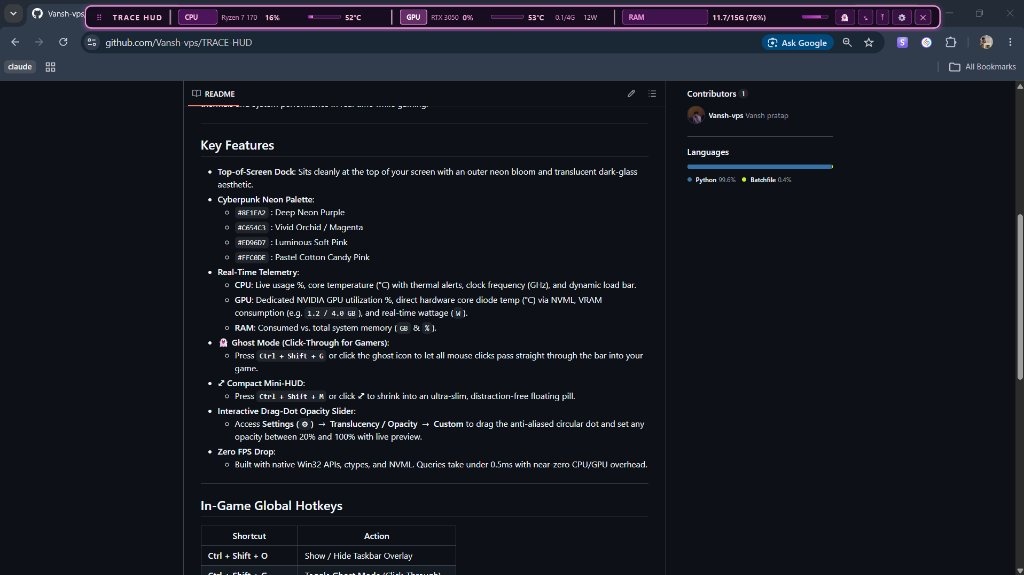 Vansh-vps
TRACE HUD CPU Ryzen 7 170 16% 52°C GPU RTX 3050 0% 53°C 0.1/4G 12W RAM 11.7/15G (76%)
github.com/Vansh-vps/TRACE HUD Ask Google
claude All Bookmarks
README
Key Features
Top-of-Screen Dock: Sits cleanly at the top of your screen with an outer neon bloom and translucent dark-glass
aesthetic.
Cyberpunk Neon Palette:
#8E1EA2 : Deep Neon Purple
#C654C3 : Vivid Orchid / Magenta
#ED96D7 : Luminous Soft Pink
#FFC0DE : Pastel Cotton Candy Pink
Real-Time Telemetry:
CPU: Live usage %, core temperature (°C) with thermal alerts, clock frequency (GHz), and dynamic load bar.
GPU: Dedicated NVIDIA GPU utilization %, direct hardware core diode temp (°C) via NVML, VRAM
consumption (e.g. 1.2 / 4.0 GB ), and real-time wattage ( W ).
RAM: Consumed vs. total system memory ( GB & % ).
Ghost Mode (Click-Through for Gamers):
Press Ctrl + Shift + G or click the ghost icon to let all mouse clicks pass straight through the bar into your
game.
⤢ Compact Mini-HUD:
Press Ctrl + Shift + M or click ⤢ to shrink into an ultra-slim, distraction-free floating pill.
Interactive Drag-Dot Opacity Slider:
Access Settings ( ⚙ ) → Translucency / Opacity → Custom to drag the anti-aliased circular dot and set any
opacity between 20% and 100% with live preview.
Zero FPS Drop:
Built with native Win32 APIs, ctypes, and NVML. Queries take under 0.5ms with near-zero CPU/GPU overhead.
In-Game Global Hotkeys
Shortcut Action
Ctrl + Shift + O Show / Hide Taskbar Overlay
Ctrl + Shift + G Toggle Ghost Mode (Click-Through)
Contributors 1
Vansh-vps Vansh pratap
Languages
Python 99.6% Batchfile 0.4%